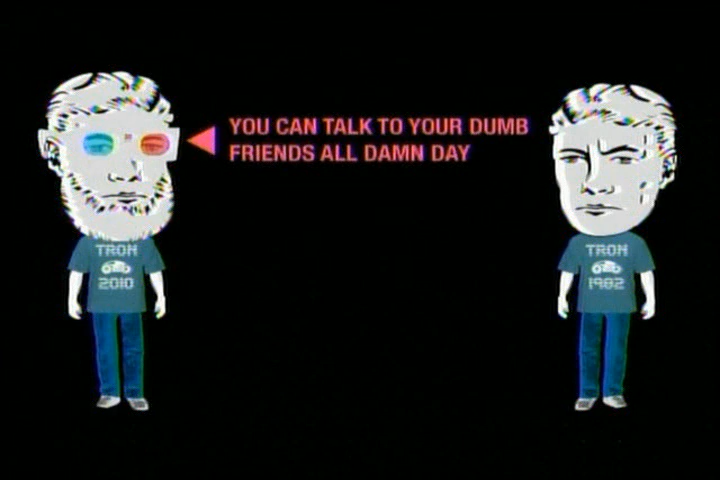 YOU CAN TALK TO YOUR DUMB
FRIENDS ALL DAMN DAY
TRON
2010
TRON
1982